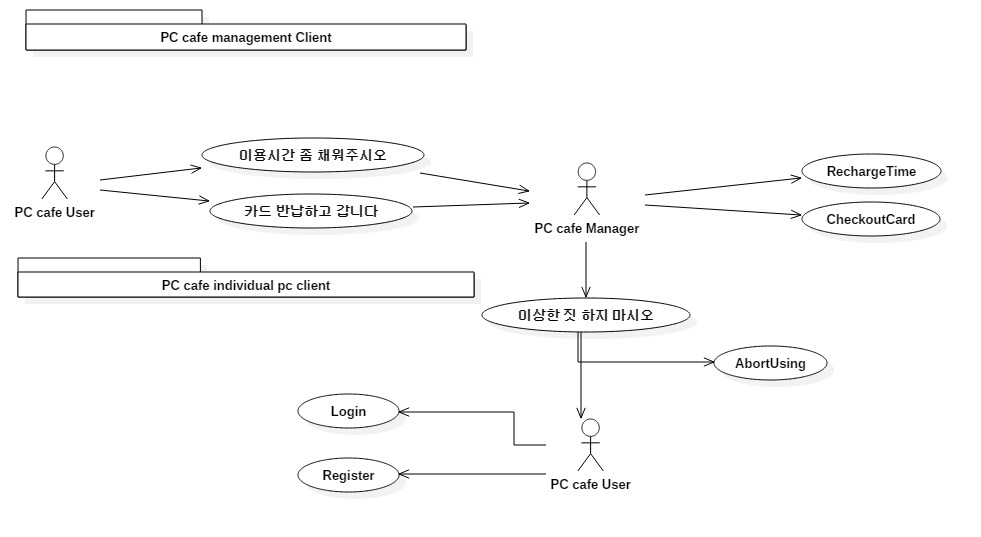 PC cafe management Client
이용시간 좀 채워주시오
카드 반납하고 갑니다
PC cafe User
PC cafe Manager
RechargeTime
CheckoutCard
PC cafe individual pc client
이상한 짓 하지 마시오
AbortUsing
Login
Register
PC cafe User